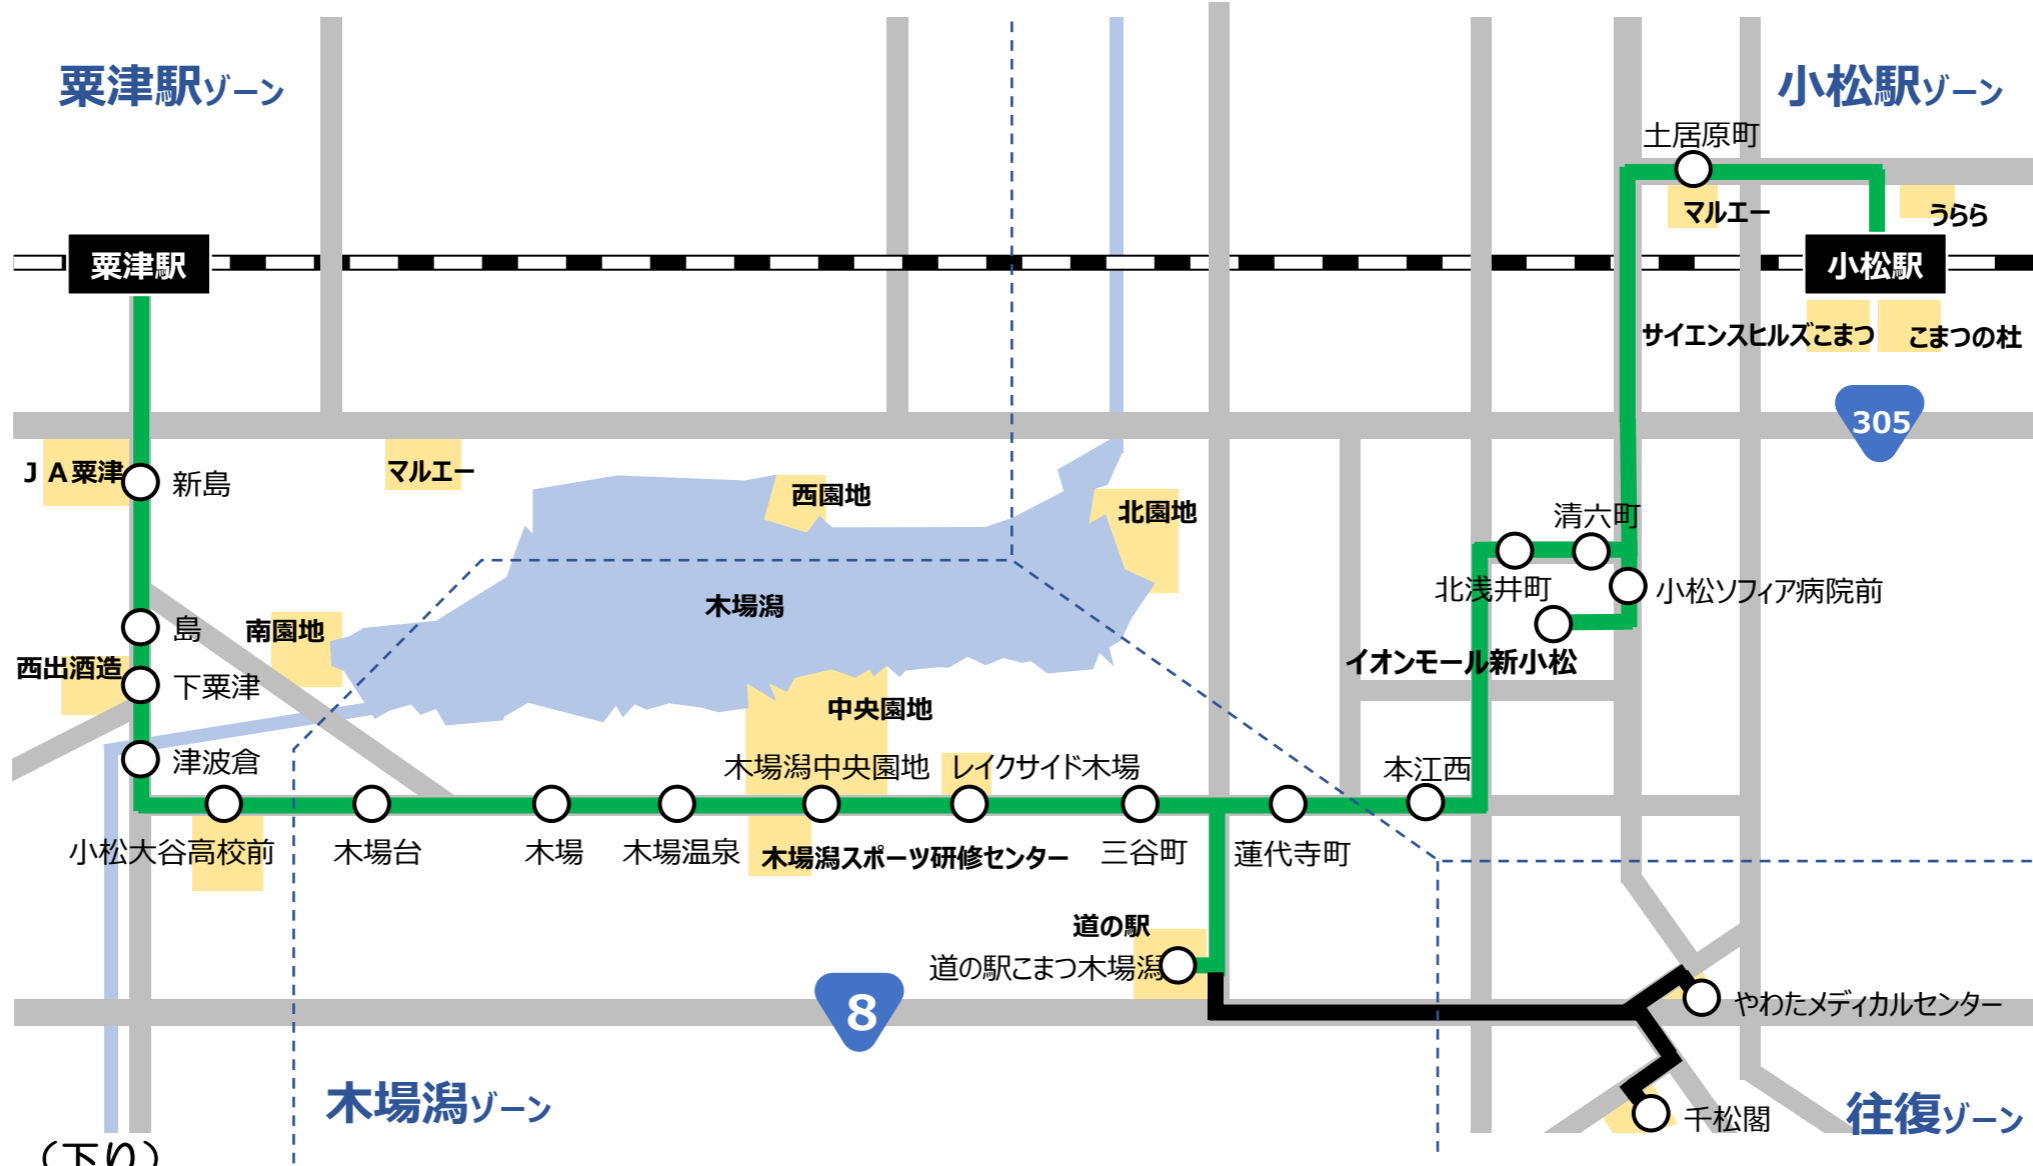 粟津駅ゾーン
小松駅ゾーン
土居原町
マルエー
うらら
粟津駅
小松駅
サイエンスヒルズこまつ
こまつの杜
305
JA粟津
新島
マルエー
西園地
北園地
清六町
北浅井町
小松ソフィア病院前
木場潟
島
南園地
西出酒造
下粟津
イオンモール新小松
中央園地
津波倉
木場潟中央園地
レイクサイド木場
本江西
小松大谷高校前
木場台
木場
木場温泉
木場潟スポーツ研修センター
三谷町
蓮代寺町
道の駅
道の駅こまつ木場潟
8
やわたメディカルセンター
木場潟ゾーン
往復ゾーン
千松閣
（下り）